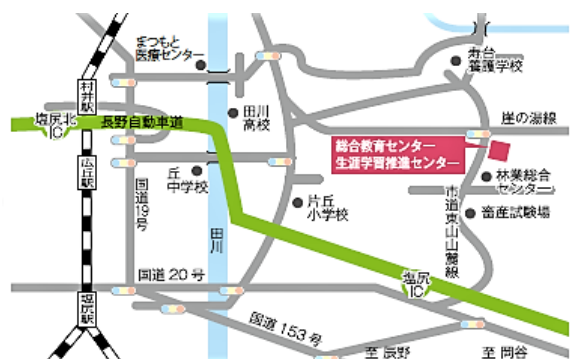 まつもと
医療センター
寿台
養護学校
村井駅
田川
高校
塩尻北
IC
長野自動車道
崖の湯線
総合教育センター
生涯学習推進センター
広丘駅
国道19号
丘
中学校
林業総合
センター
片丘
小学校
市道東山山麓線
畜産試験場
田川
国道20号
塩尻
IC
塩尻駅
国道153号
至辰野
至岡谷